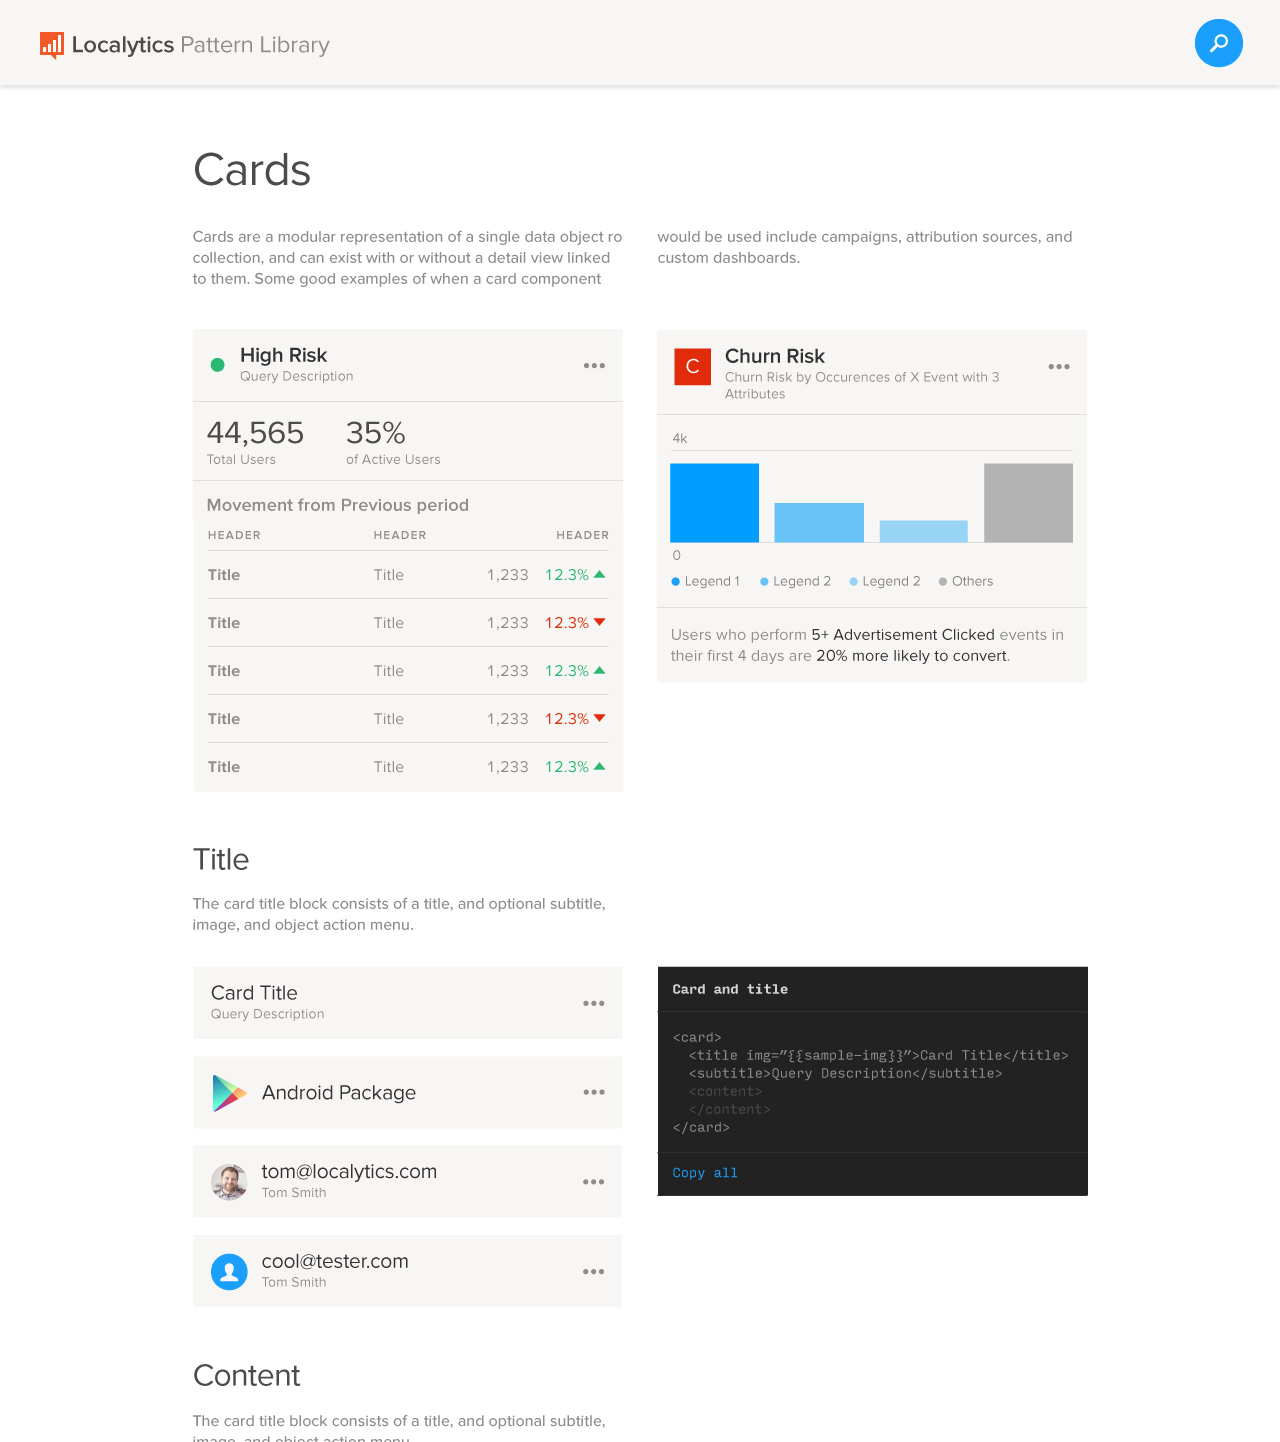 Localytics Pattern Library
Cards
Cards are a modular representation of a single data object ro
collection, and can exist with or without a detail view linked
to them. Some good examples of when a card component
would be used include campaigns, attribution sources, and
custom dashboards.
High Risk
Query Description
44,565 35%
Total Users of Active Users
Movement from Previous period
HEADER HEADER HEADER
Title Title 1,233 12.3%
Title Title 1,233 12.3%
Title Title 1,233 12.3%
Title Title 1,233 12.3%
Title Title 1,233 12.3%
C
Churn Risk
Churn Risk by Occurences of X Event with 3
Attributes
4k
0
Legend 1 Legend 2 Legend 2 Others
Users who perform 5+ Advertisement Clicked events in
their first 4 days are 20% more likely to convert.
Title
The card title block consists of a title, and optional subtitle,
image, and object action menu.
Card Title
Query Description
Android Package
tom@localytics.com
Tom Smith
cool@tester.com
Tom Smith
Card and title
<card>
<title img=”{{sample-img}}”>Card Title</title>
<subtitle>Query Description</subtitle>
<content>
</content>
</card>
Copy all
Content
The card title block consists of a title, and optional subtitle,
image, and object action menu.